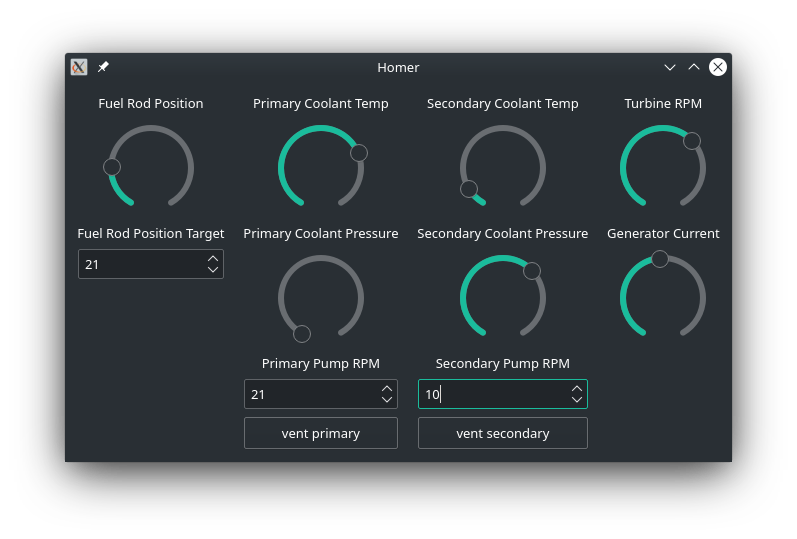 Homer
Fuel Rod Position
Primary Coolant Temp
Secondary Coolant Temp
Turbine RPM
Fuel Rod Position Target
Primary Coolant Pressure
Secondary Coolant Pressure
Generator Current
21
Primary Pump RPM
Secondary Pump RPM
21
10
vent primary
vent secondary